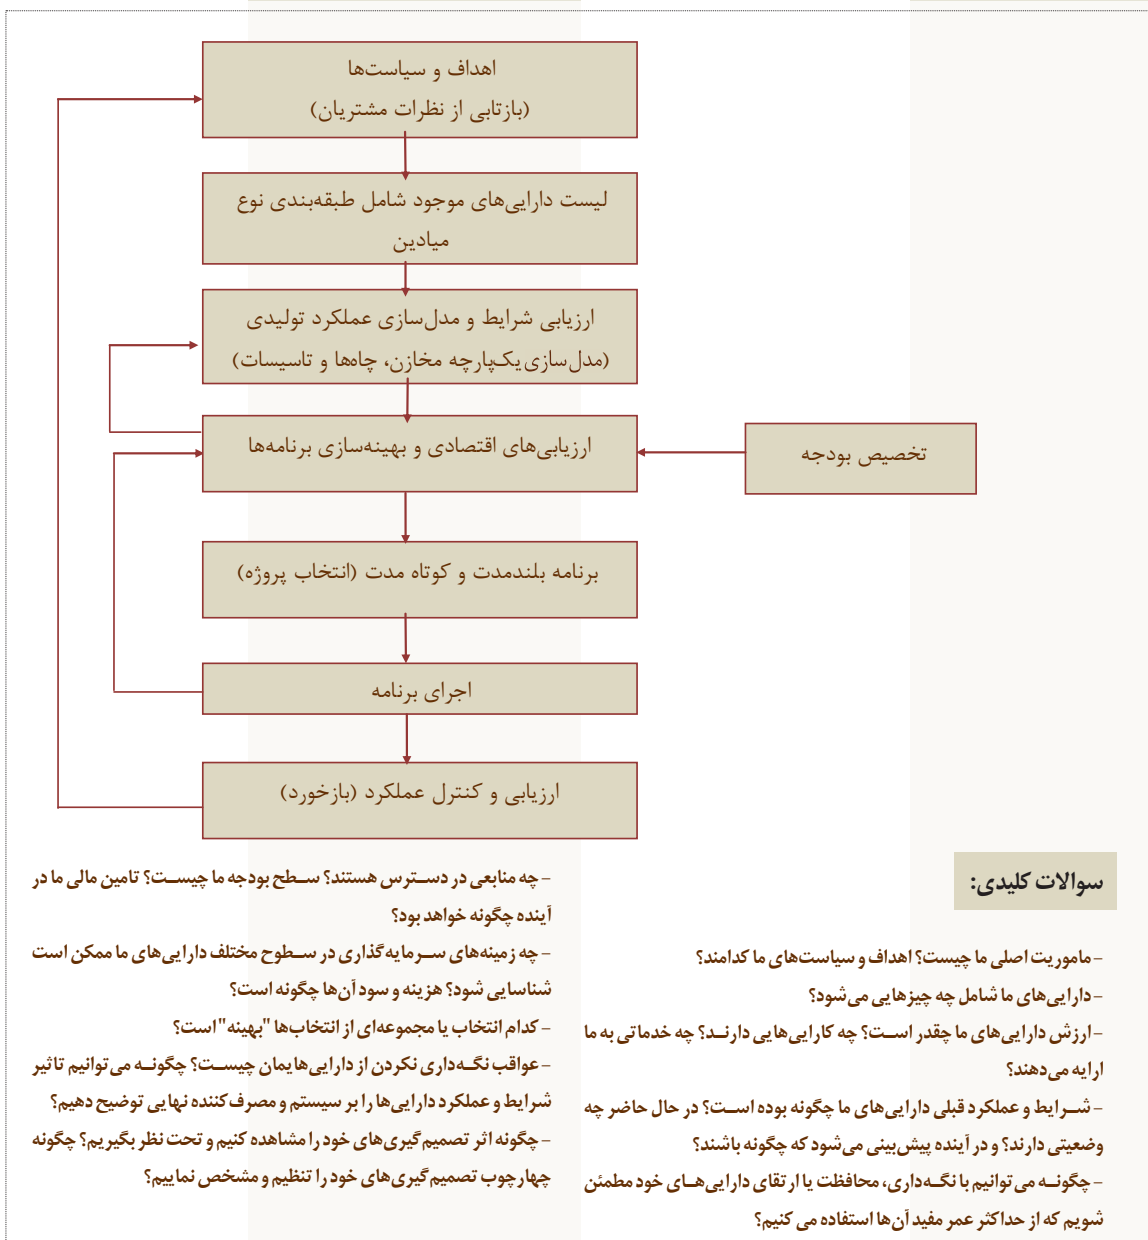 اهداف و سیاست‌ها
(بازتابی از نظرات مشتریان)
لیست دارایی‌های موجود شامل طبقه‌بندی نوع
میادین
ارزیابی شرایط و مدل‌سازی عملکرد تولیدی
(مدل‌سازی یک‌پارچه مخازن، چاه‌ها و تاسیسات)
ارزیابی‌های اقتصادی و بهینه‌سازی برنامه‌ها
تخصیص بودجه
برنامه بلندمدت و کوتاه مدت (انتخاب پروژه)
اجرای برنامه
ارزیابی و کنترل عملکرد (بازخورد)
سوالات کلیدی:
- ماموریت اصلی ما چیست؟ اهداف و سیاست‌های ما کدامند؟
- دارایی‌های ما شامل چه چیزهایی می‌شود؟
- ارزش دارایی‌های ما چقدر است؟ چه کارایی‌هایی دارند؟ چه خدماتی به ما
ارایه می‌دهند؟
- شرایط و عملکرد قبلی دارایی‌های ما چگونه بوده است؟ در حال حاضر چه
وضعیتی دارند؟ و در آینده پیش‌بینی می‌شود که چگونه باشند؟
- چگونه می‌توانیم با نگه‌داری، محافظت یا ارتقای دارایی‌های خود مطمئن
شویم که از حداکثر عمر مفید آن‌ها استفاده می کنیم؟
- چه منابعی در دسترس هستند؟ سطح بودجه ما چیست؟ تامین مالی ما در
آینده چگونه خواهد بود؟
- چه زمینه‌های سرمایه‌گذاری در سطوح مختلف دارایی‌های ما ممکن است
شناسایی شود؟ هزینه و سود آن‌ها چگونه است؟
- کدام انتخاب یا مجموعه‌ای از انتخاب‌ها "بهینه" است؟
- عواقب نگه‌داری نکردن از دارایی‌هایمان چیست؟ چگونه می‌توانیم تاثیر
شرایط و عملکرد دارایی‌ها را بر سیستم و مصرف‌کننده نهایی توضیح دهیم؟
- چگونه اثر تصمیم‌گیری‌های خود را مشاهده کنیم و تحت نظر بگیریم؟ چگونه
چهارچوب تصمیم‌گیری‌های خود را تنظیم و مشخص نماییم؟